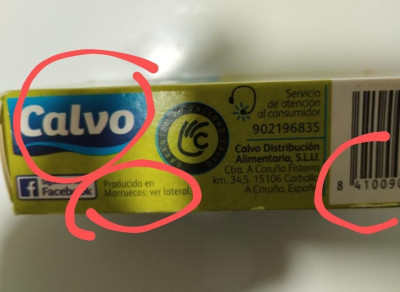 Calvo
Facebook
Producido en
Marruecos: ver lateral
Servicio
de atención
al consumidor
902196835
Calvo Distribución
Alimentaria, S.L.U.
Ctra. A Coruña Fisterra
km. 34,5. 15106 Carballo
A Coruña, España
8 410090